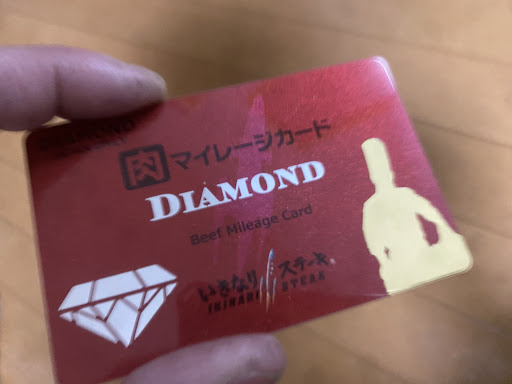 肉マイレージカード
DIAMOND
Beef Mileage Card
いきなりステーキ
IKINARI STEAK